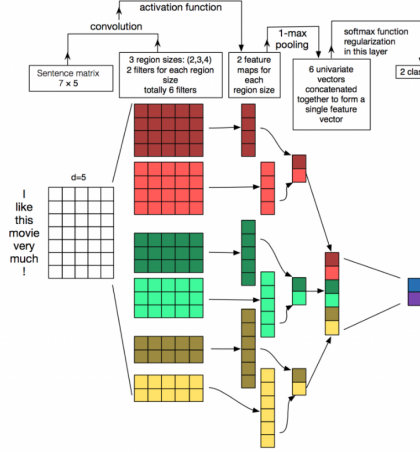 activation function
convolution
1-max
pooling
softmax function
regularization
in this layer
Sentence matrix
7 × 5
3 region sizes: (2,3,4)
2 filters for each region
size
totally 6 filters
2 feature
maps for
each
region size
6 univariate
vectors
concatenated
together to form a
single feature
vector
2 clas
d=5
I
like
this
movie
very
much
!